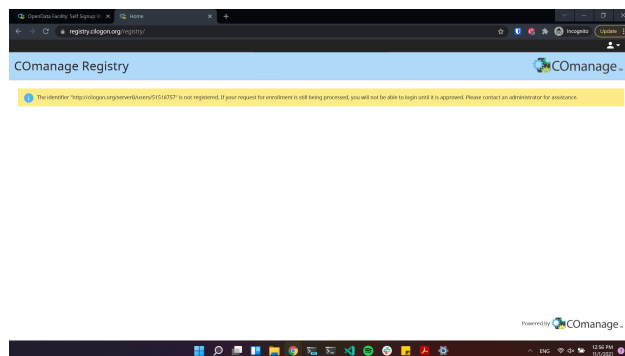 OpenData Facility: Self Signup Vi
Home
registry.cilogon.org/registry/
Incognito
Update
COmanage Registry
COmanage
The identifier "http://cilogon.org/serverB/users/51518757" is not registered. If your request for enrollment is still being processed, you will not be able to login until it is approved. Please contact an administrator for assistance.
Powered by COmanage
ENG
12:56 PM
11/1/2021